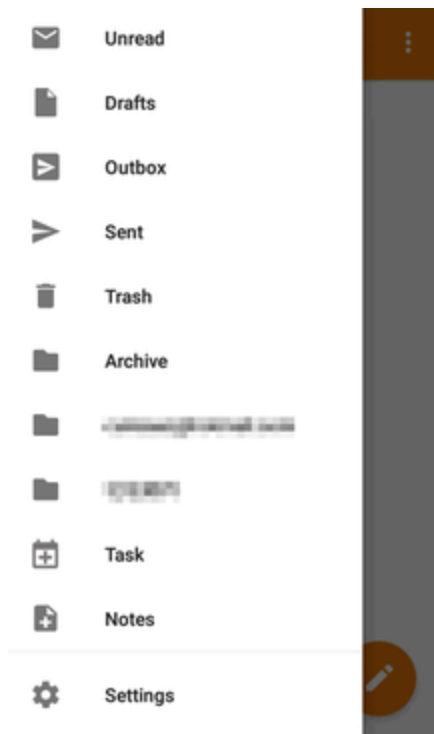 Unread
Drafts
Outbox
Sent
Trash
Archive
Task
Notes
Settings